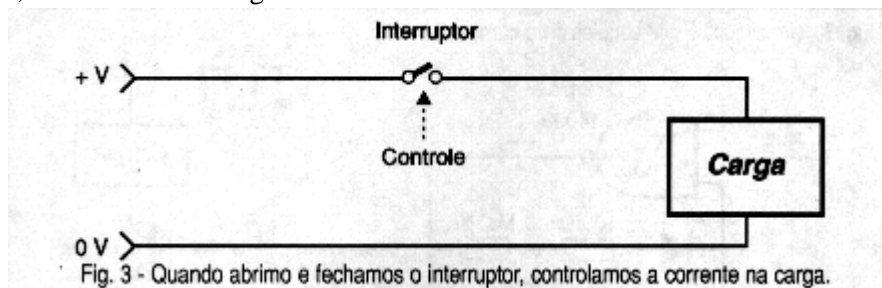 Interruptor
+ V
Controle
Carga
0 V
Fig. 3 - Quando abrimo e fechamos o interruptor, controlamos a corrente na carga.